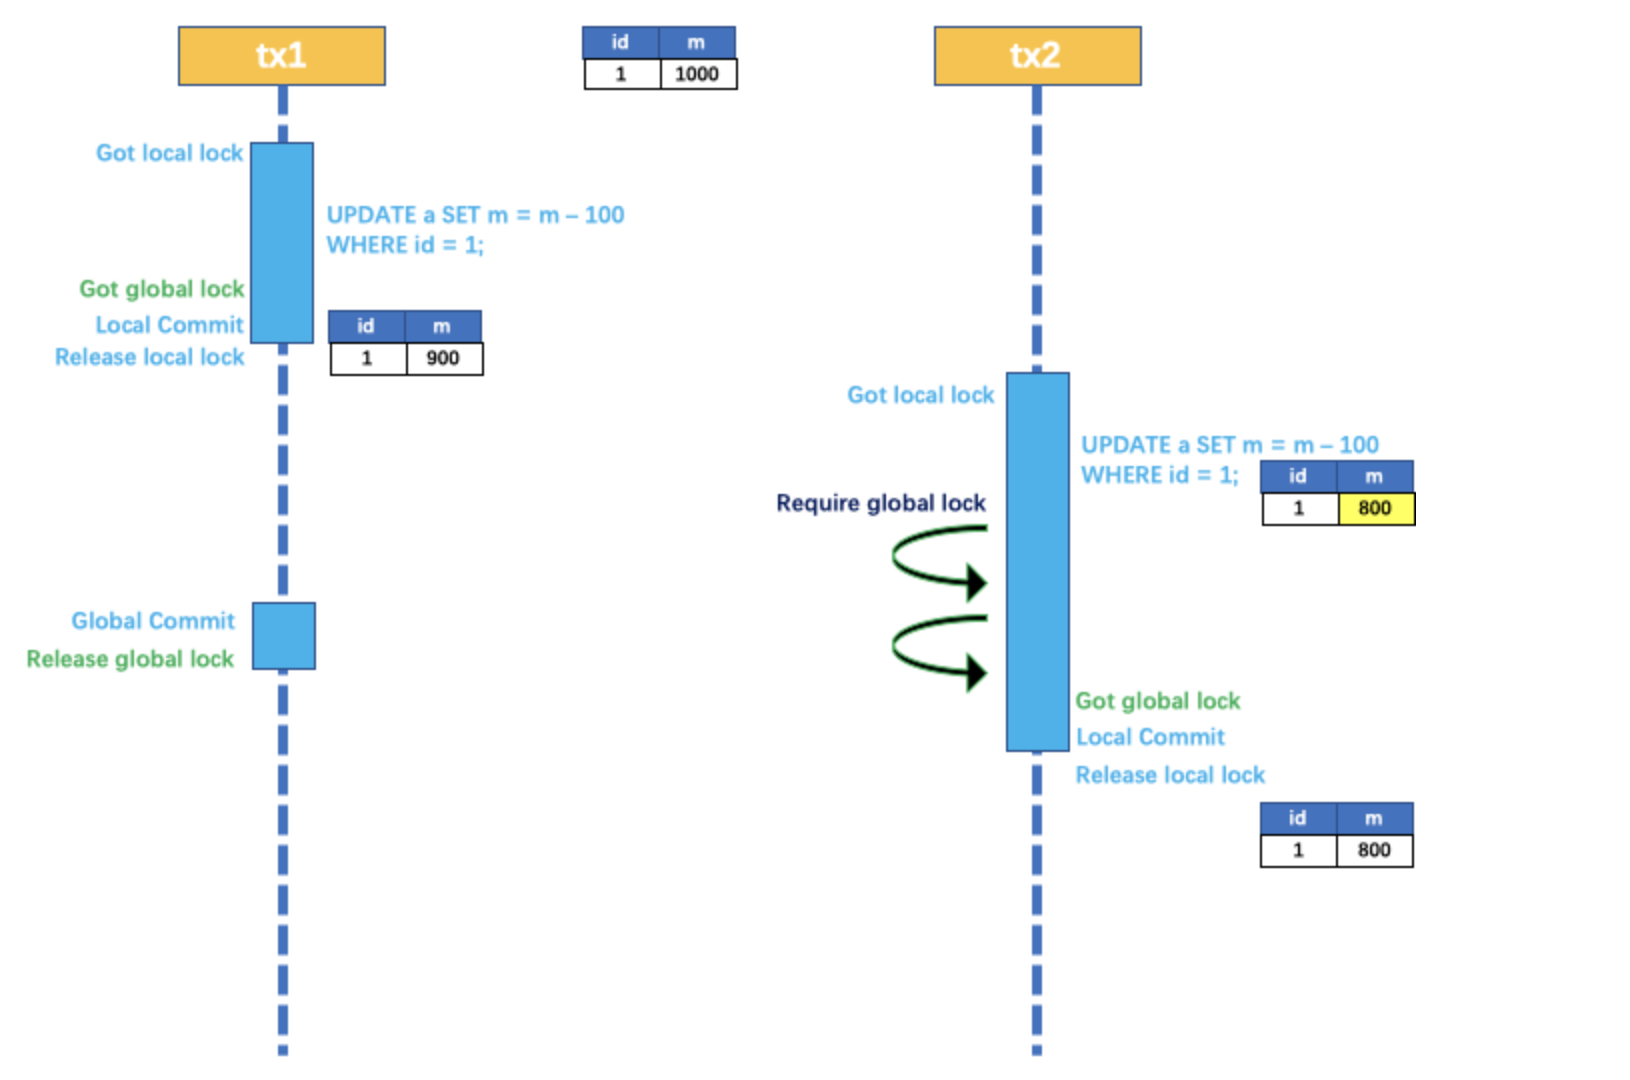 tx1
id m
1 1000
tx2
Got local lock
UPDATE a SET m = m – 100
WHERE id = 1;
Got global lock
Local Commit
Release local lock
id m
1 900
Got local lock
UPDATE a SET m = m – 100
WHERE id = 1;
id m
1 800
Require global lock
Global Commit
Release global lock
Got global lock
Local Commit
Release local lock
id m
1 800